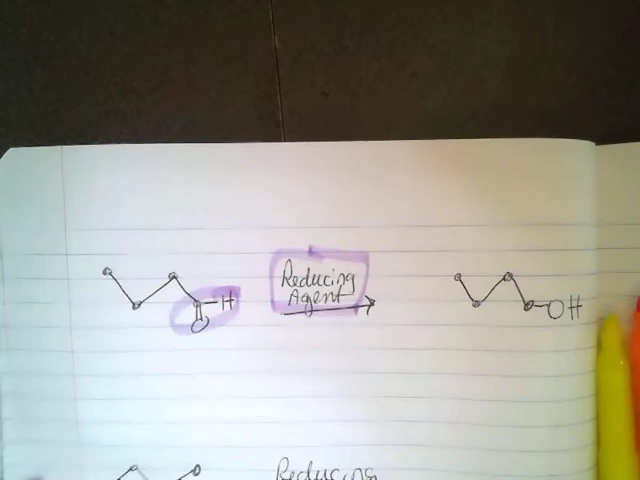 Reducing
Agent
H
O
OH
Reducing